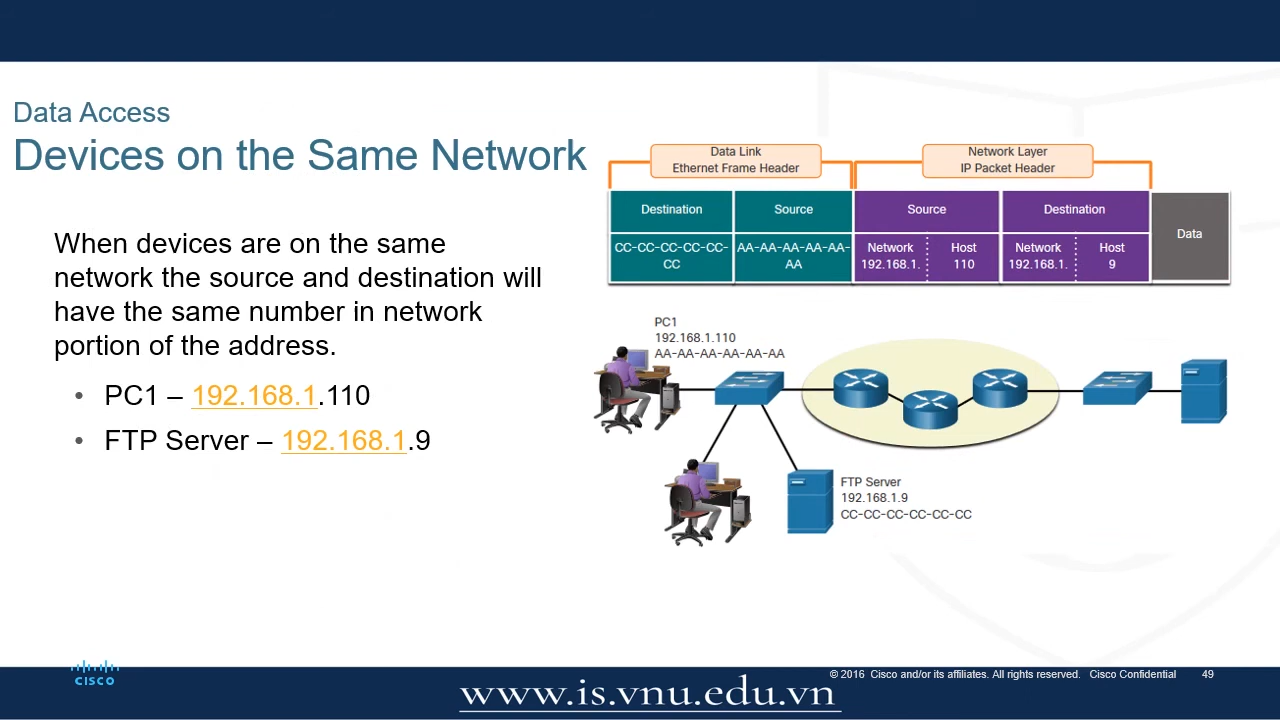 Data Access
Devices on the Same Network
When devices are on the same
network the source and destination will
have the same number in network
portion of the address.
• PC1 – 192.168.1.110
• FTP Server – 192.168.1.9
Data Link
Ethernet Frame Header
Network Layer
IP Packet Header
Destination
Source
Source
Destination
Data
CC-CC-CC-CC-CC-
CC
AA-AA-AA-AA-AA-
AA
Network
192.168.1.
Host
110
Network
192.168.1.
Host
9
PC1
192.168.1.110
AA-AA-AA-AA-AA-AA
FTP Server
192.168.1.9
CC-CC-CC-CC-CC-CC
CISCO
© 2016 Cisco and/or its affiliates. All rights reserved. Cisco Confidential 49
www.is.vnu.edu.vn